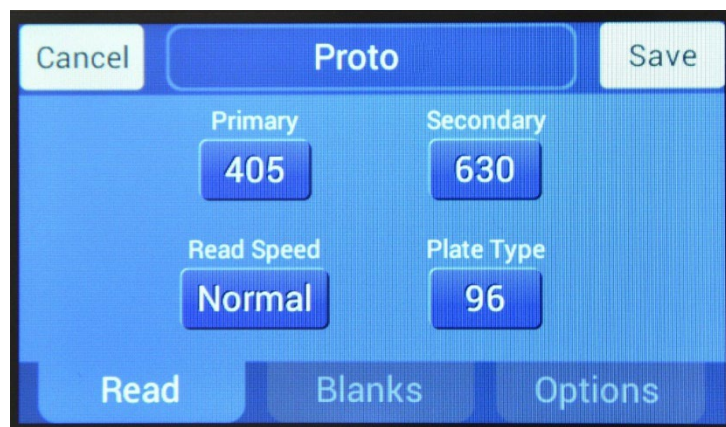 Cancel Proto Save
Primary Secondary
405 630
Read Speed Plate Type
Normal 96
Read Blanks Options